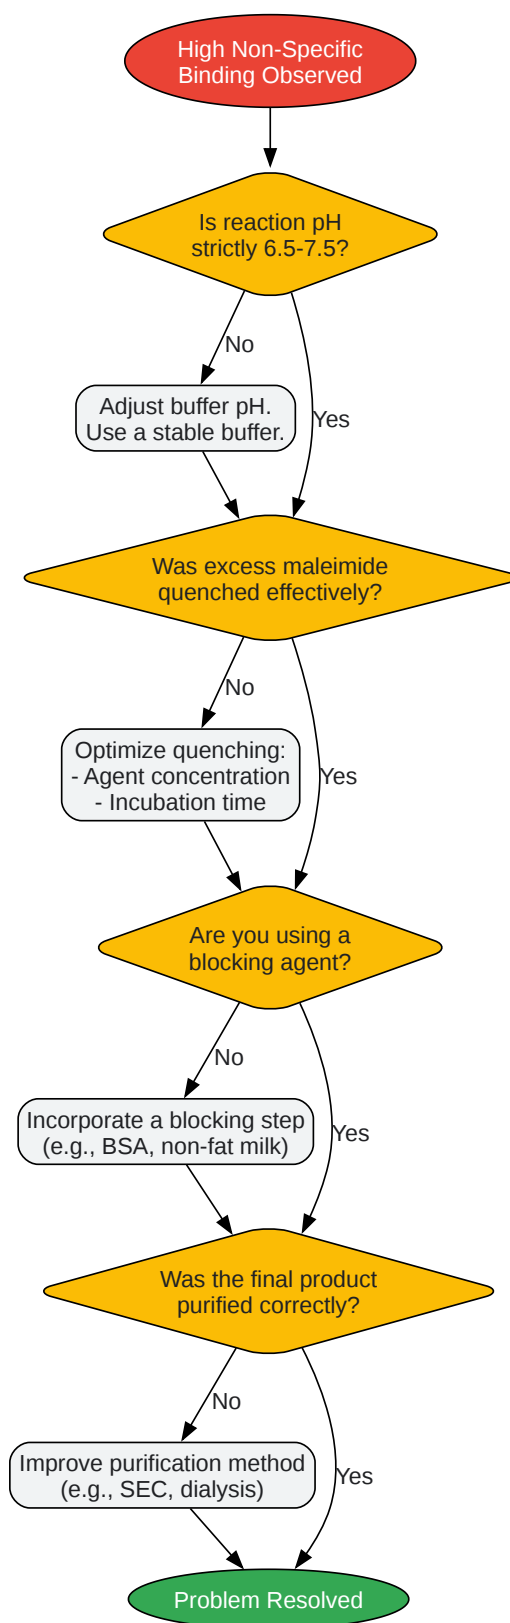 High Non-Specific
Binding Observed
Is reaction pH
strictly 6.5-7.5?
No
Adjust buffer pH.
Use a stable buffer.
Yes
Was excess maleimide
quenched effectively?
No
Optimize quenching:
- Agent concentration
- Incubation time
Yes
Are you using a
blocking agent?
No
Incorporate a blocking step
(e.g., BSA, non-fat milk)
Yes
Was the final product
purified correctly?
No
Improve purification method
(e.g., SEC, dialysis)
Yes
Problem Resolved